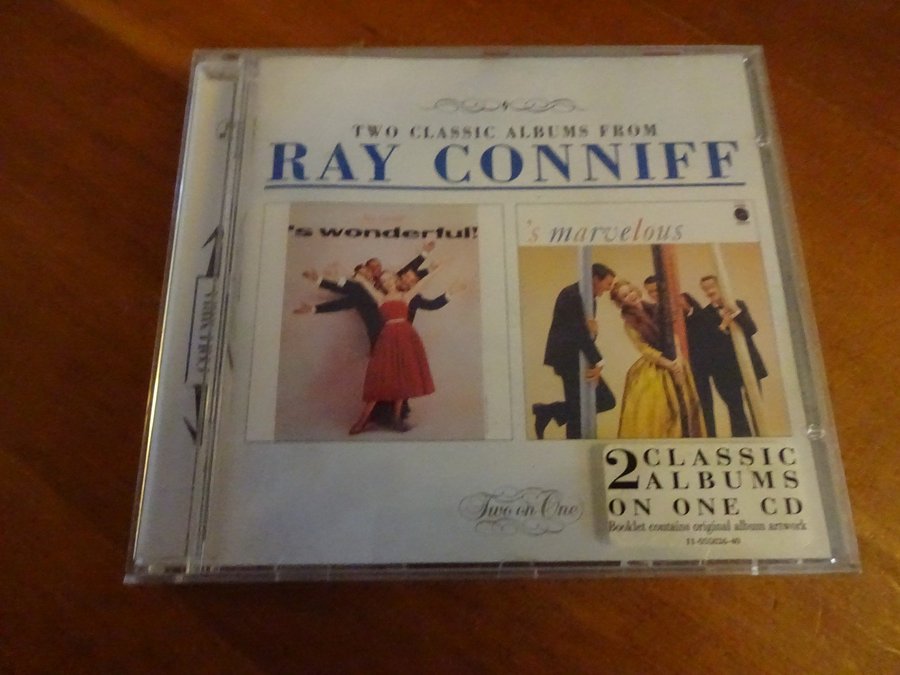 TWO CLASSIC ALBUMS FROM
RAY CONNIFF
's wonderful!
's marvelous
COLUMBIA
Two on One
2 CLASSIC
ALBUMS
ON ONE CD
Booklet contains original album artwork